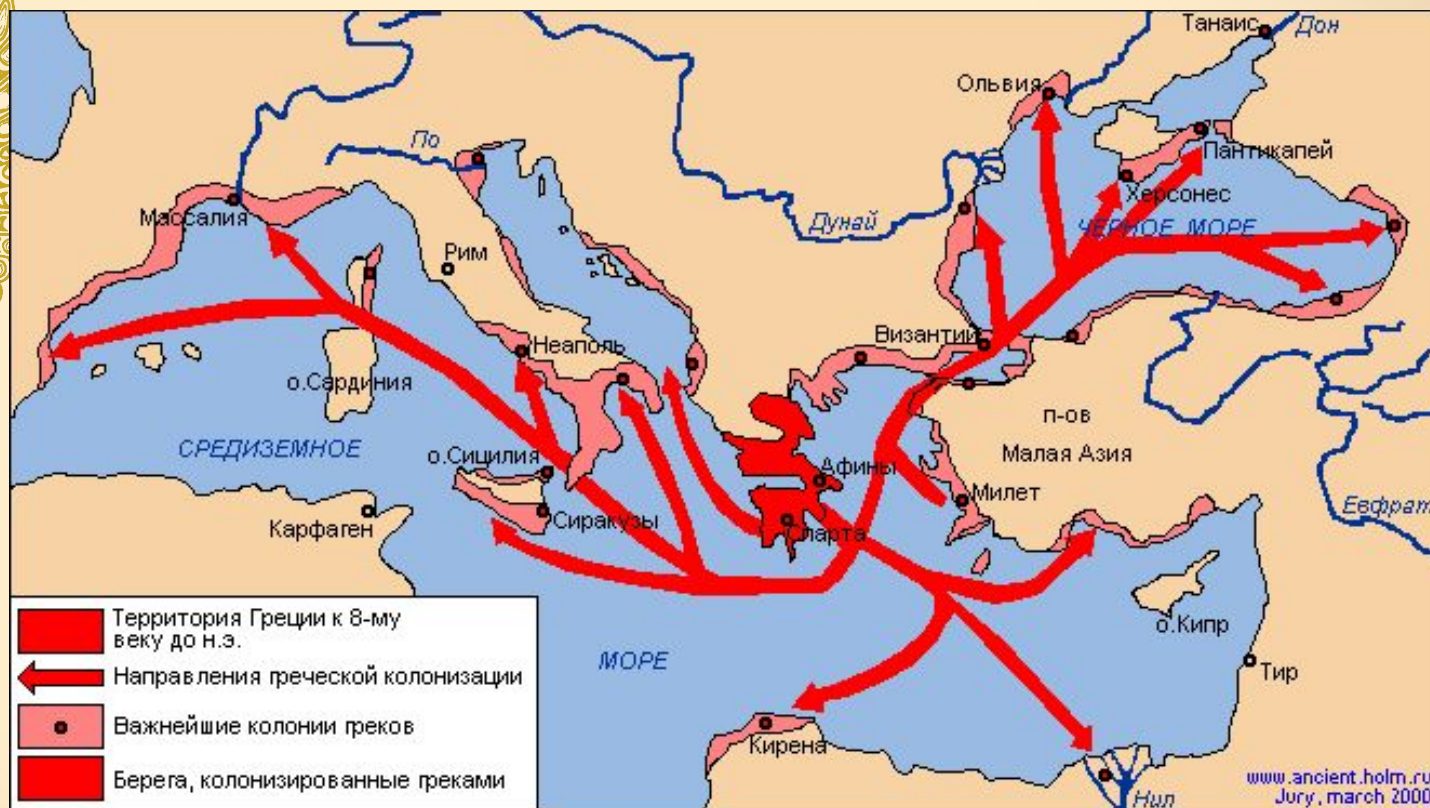 Танаис
Дон
Ольвия
По
Пантикапей
Массалия
Херсонес
Дунай
ЧЕРНОЕ МОРЕ
Рим
Византий
Неаполь
о.Сардиния
п-ов
Малая Азия
СРЕДИЗЕМНОЕ
о.Сицилия
Афины
Милет
Карфаген
Сиракузы
Спарта
Евфрат
Территория Греции к 8-му
веку до н.э.
о.Кипр
МОРЕ
Тир
Направления греческой колонизации
Важнейшие колонии греков
Кирена
Берега, колонизированные греками
Нил
www.ancient.holm.ru
Jury, march 2000